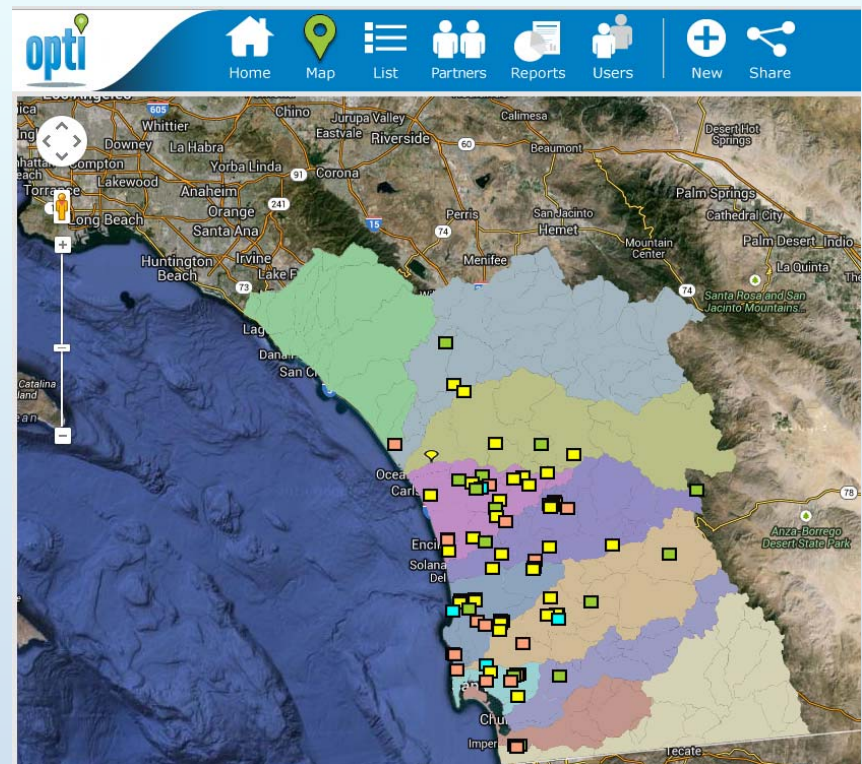 opti
Home
Map
List
Partners
Reports
Users
New
Share
605
Whittier
Chino
Jurupa Valley
Eastvale
Riverside
Calimesa
Desert Hot
Springs
Downey
La Habra
60
Beaumont
Compton
Lakewood
Yorba Linda
91
Corona
Torrance
Anaheim
Palm Springs
Long Beach
Orange
241
15
Perris
San Jacinto
Cathedral City
Santa Ana
74
Hemet
Palm Desert
Indio
Huntington
Beach
Irvine
Lake F
Menifee
Mountain
Center
La Quinta
73
74
Santa Rosa and San
Jacinto Mountains...
Lag
Dana
San Cl
Catalina
Ocea
Carls
78
Anza-Borrego
Desert State Park
Enci
Solana
Del
Chu
Imper
Tecate